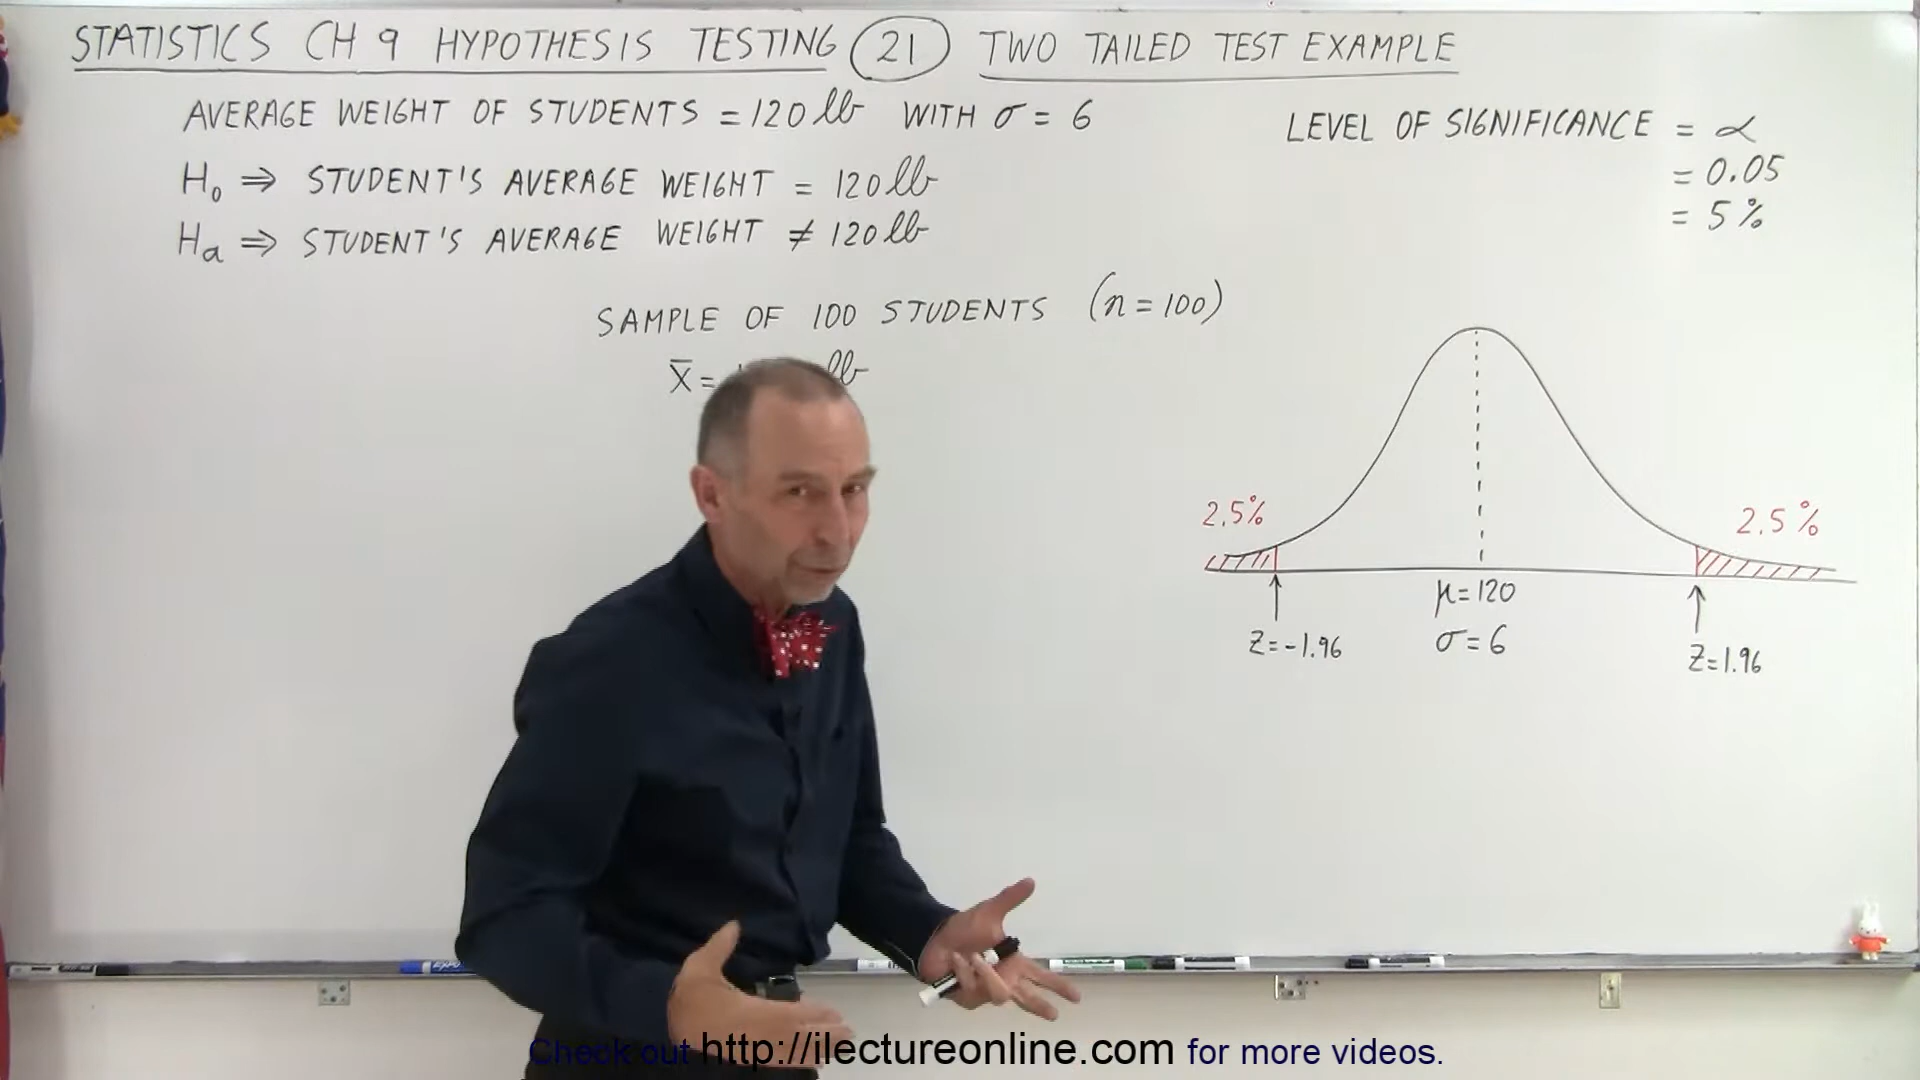 STATISTICS CH 9 HYPOTHESIS TESTING 21 TWO TAILED TEST EXAMPLE
AVERAGE WEIGHT OF STUDENTS = 120 lb WITH σ = 6
H₀ ⇒ STUDENT'S AVERAGE WEIGHT = 120 lb
Hₐ ⇒ STUDENT'S AVERAGE WEIGHT ≠ 120 lb
SAMPLE OF 100 STUDENTS (n = 100)
X̄ = lb
LEVEL OF SIGNIFICANCE = α
= 0.05
= 5%
2.5%
2.5%
μ=120
σ=6
Z=-1.96
Z=1.96
EXPO
Check out http://ilectureonline.com for more videos.